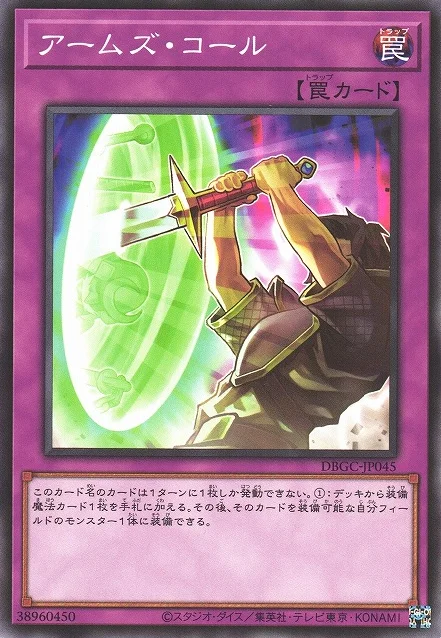 アームズ・コール
トラップ
罠
トラップ
【罠カード】
DBGC-JP045
このカード名のカードは1ターンに1枚しか発動できない。①:デッキから装備
魔法カード1枚を手札に加える。その後、そのカードを装備可能な自分フィー
ルドのモンスター1体に装備できる。
38960450
©スタジオ・ダイス/集英社・テレビ東京・KONAMI